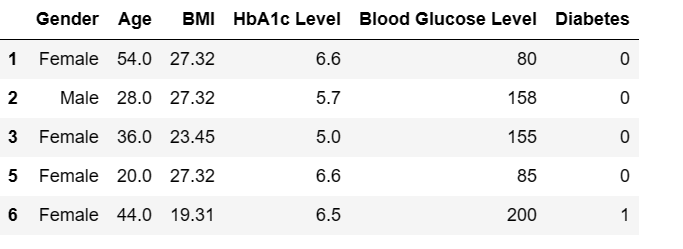 Gender Age BMI HbA1c Level Blood Glucose Level Diabetes
1 Female 54.0 27.32 6.6 80 0
2 Male 28.0 27.32 5.7 158 0
3 Female 36.0 23.45 5.0 155 0
5 Female 20.0 27.32 6.6 85 0
6 Female 44.0 19.31 6.5 200 1